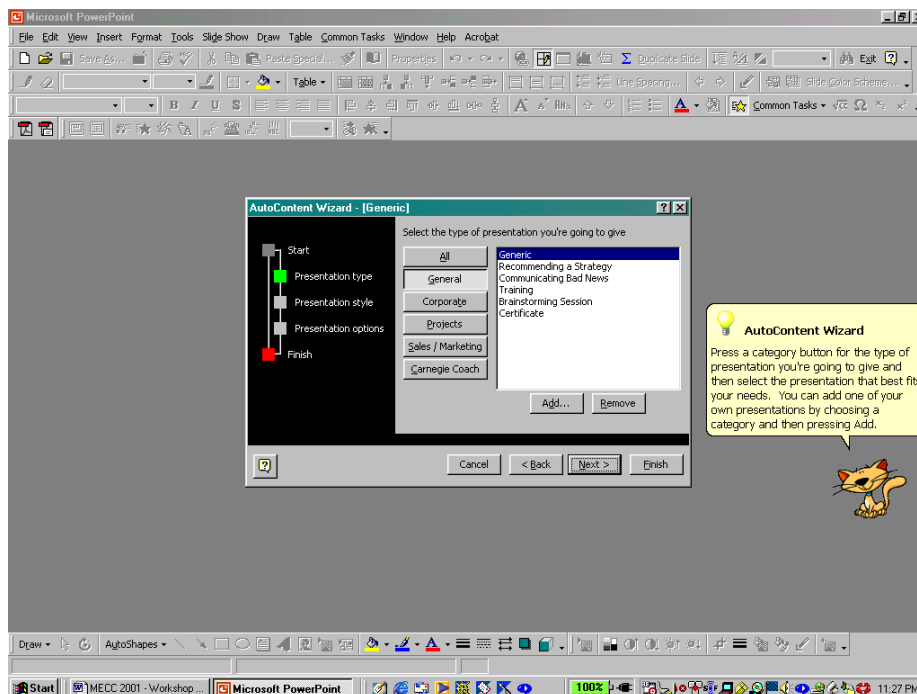 Microsoft PowerPoint
File Edit View Insert Format Tools Slide Show Draw Table Common Tasks Window Help Acrobat
Save As... Paste Special... Properties Duplicate Slide Exit
Table Line Spacing... Slide Color Scheme...
B I U S Common Tasks
AutoContent Wizard - [Generic]
Select the type of presentation you're going to give
Start
Presentation type
Presentation style
Presentation options
Finish
All
General
Corporate
Projects
Sales / Marketing
Carnegie Coach
Generic
Recommending a Strategy
Communicating Bad News
Training
Brainstorming Session
Certificate
Add... Remove
Cancel < Back Next > Finish
AutoContent Wizard
Press a category button for the type of
presentation you're going to give and
then select the presentation that best fits
your needs. You can add one of your
own presentations by choosing a
category and then pressing Add.
Draw AutoShapes
Start MECC 2001 - Workshop ... Microsoft PowerPoint 100% 11:27 PM